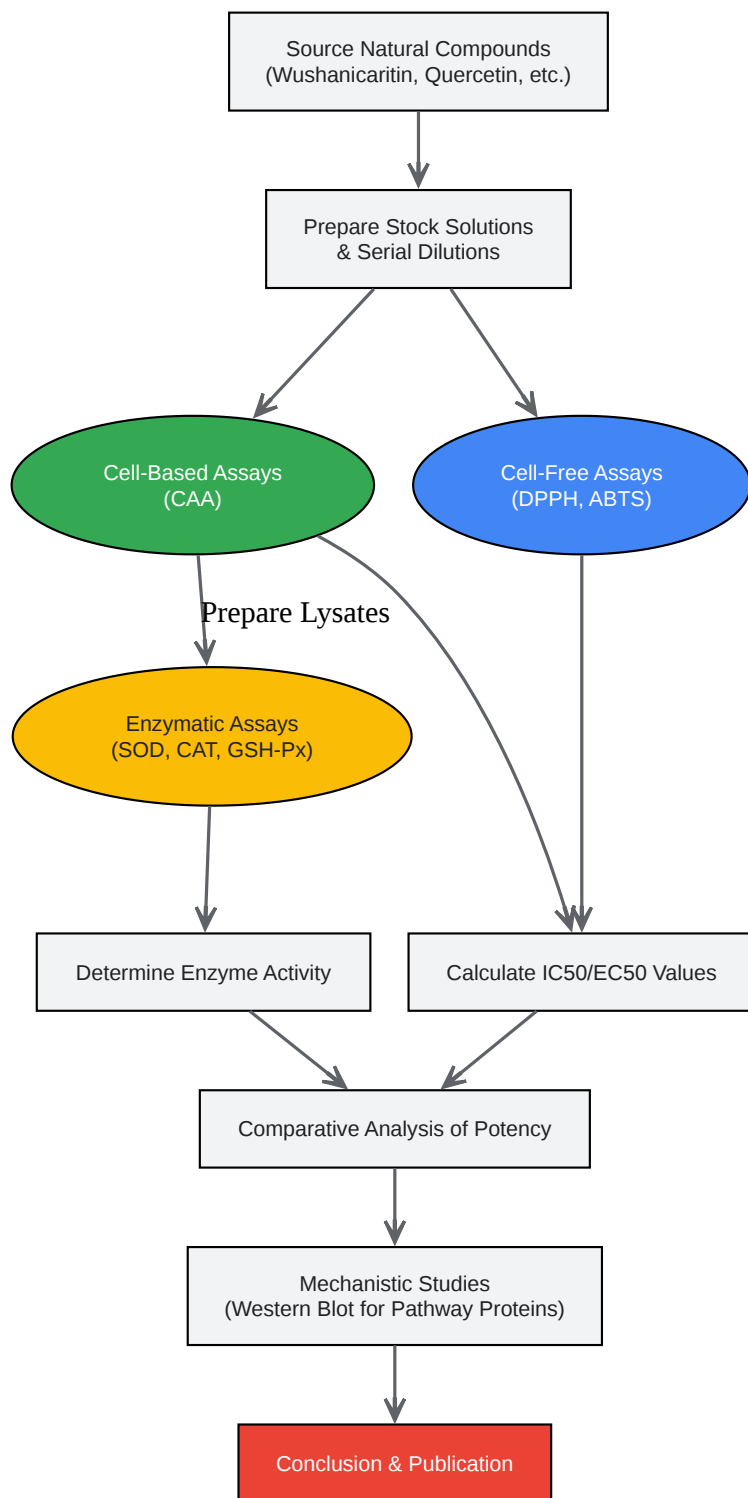 Source Natural Compounds
(Wushanicaritin, Quercetin, etc.)
Prepare Stock Solutions
& Serial Dilutions
Cell-Based Assays
(CAA)
Cell-Free Assays
(DPPH, ABTS)
Prepare Lysates
Enzymatic Assays
(SOD, CAT, GSH-Px)
Determine Enzyme Activity
Calculate IC50/EC50 Values
Comparative Analysis of Potency
Mechanistic Studies
(Western Blot for Pathway Proteins)
Conclusion & Publication